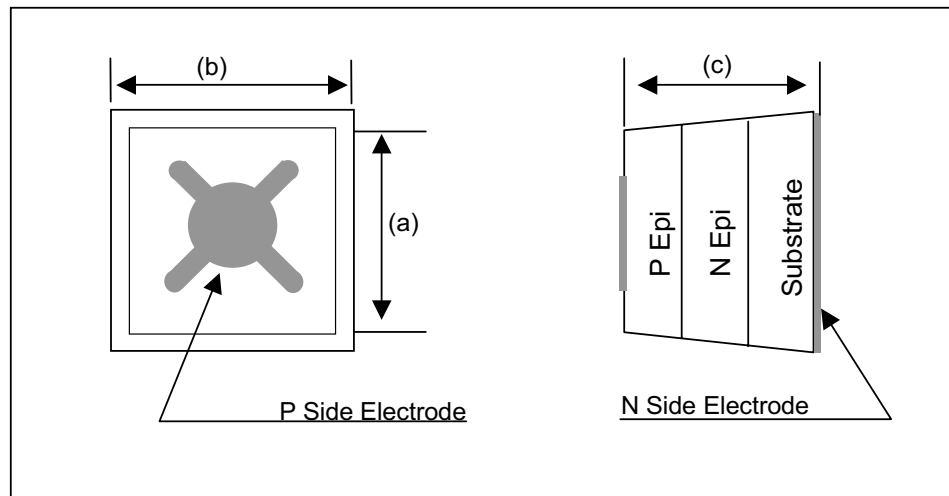 (b)
(a)
P Side Electrode
(c)
P Epi
N Epi
Substrate
N Side Electrode